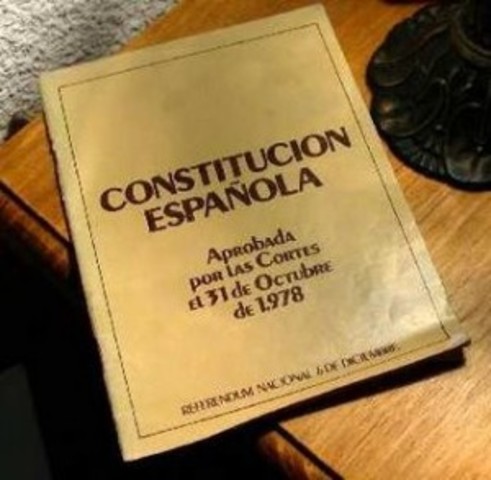 CONSTITUCION
ESPAÑOLA
APROBADA
POR LAS CORTES
EL 31 de OCTUBRE
de 1.978
REFERENDUM NACIONAL 6 DE DICIEMBRE.